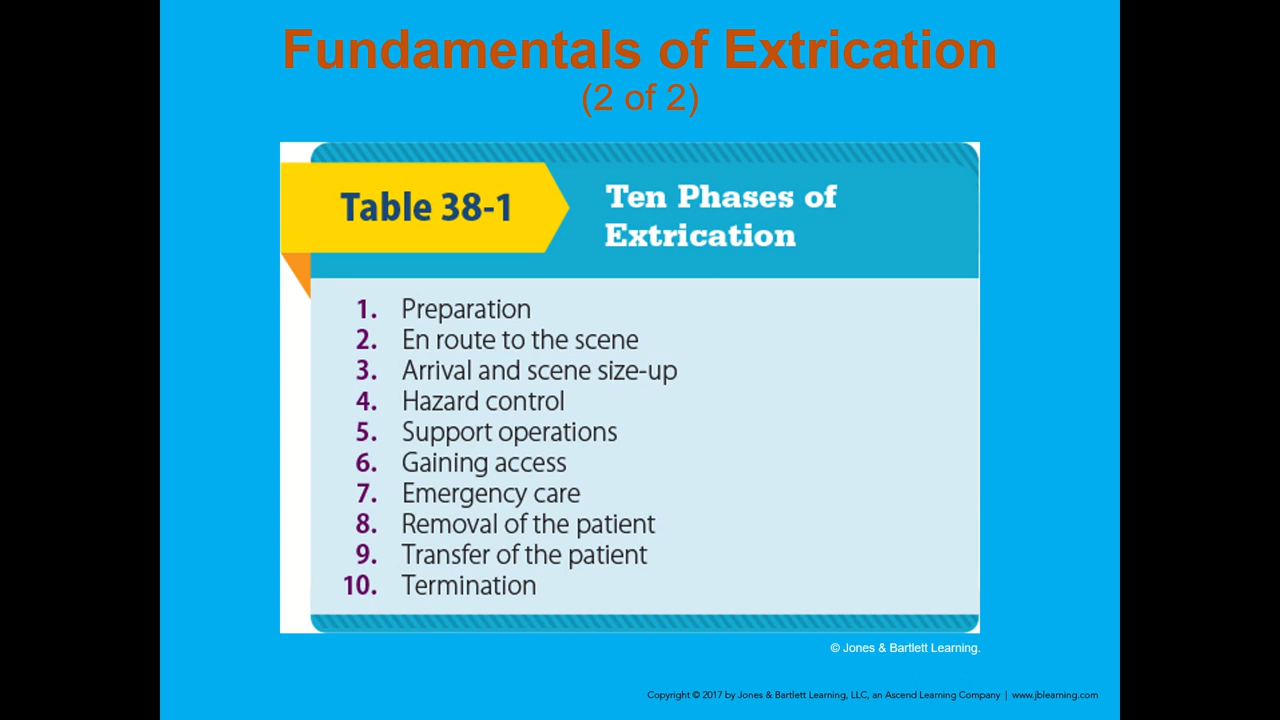 Fundamentals of Extrication
(2 of 2)
Table 38-1
Ten Phases of
Extrication
1. Preparation
2. En route to the scene
3. Arrival and scene size-up
4. Hazard control
5. Support operations
6. Gaining access
7. Emergency care
8. Removal of the patient
9. Transfer of the patient
10. Termination
© Jones & Bartlett Learning.
Copyright © 2017 by Jones & Bartlett Learning, LLC, an Ascend Learning Company | www.jblearning.com